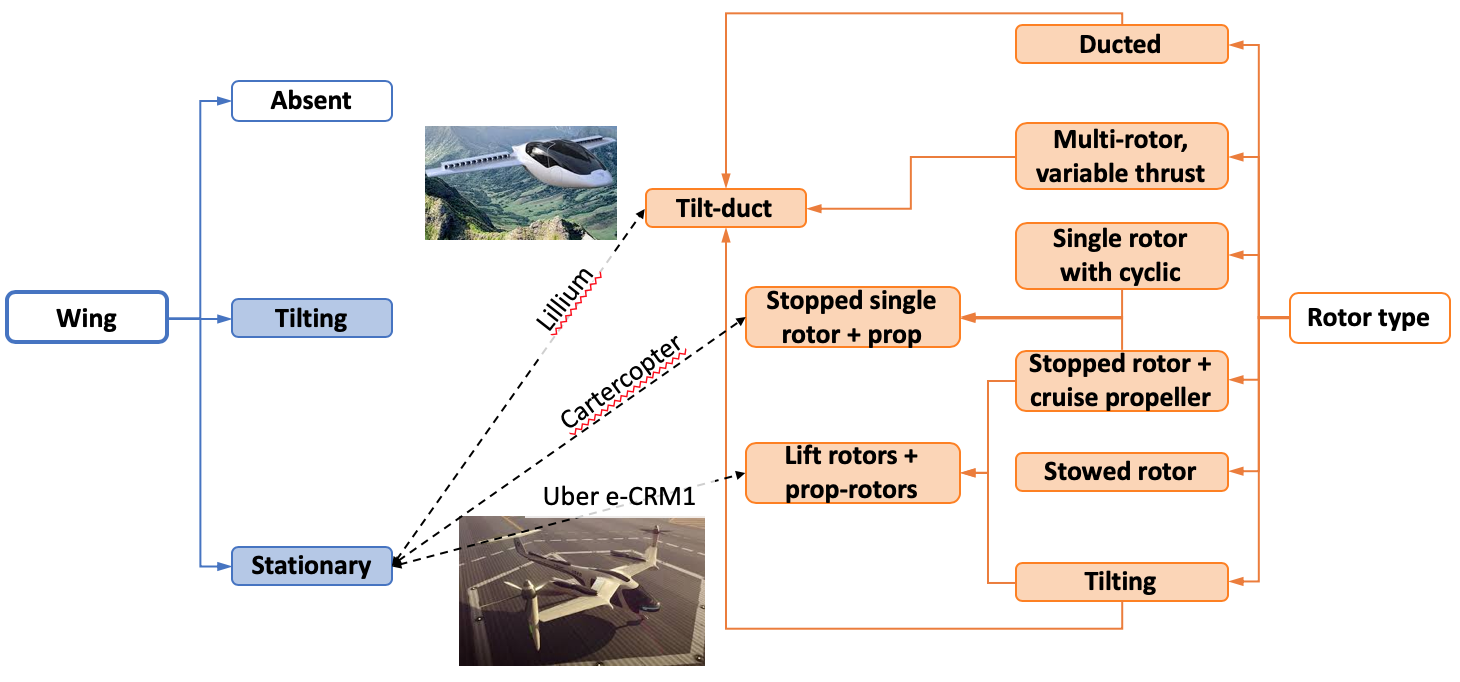 Wing
Absent
Tilting
Stationary
Lillium
Cartercopter
Uber e-CRM1
Tilt-duct
Stopped single
rotor + prop
Lift rotors +
prop-rotors
Ducted
Multi-rotor,
variable thrust
Single rotor
with cyclic
Stopped rotor +
cruise propeller
Stowed rotor
Tilting
Rotor type